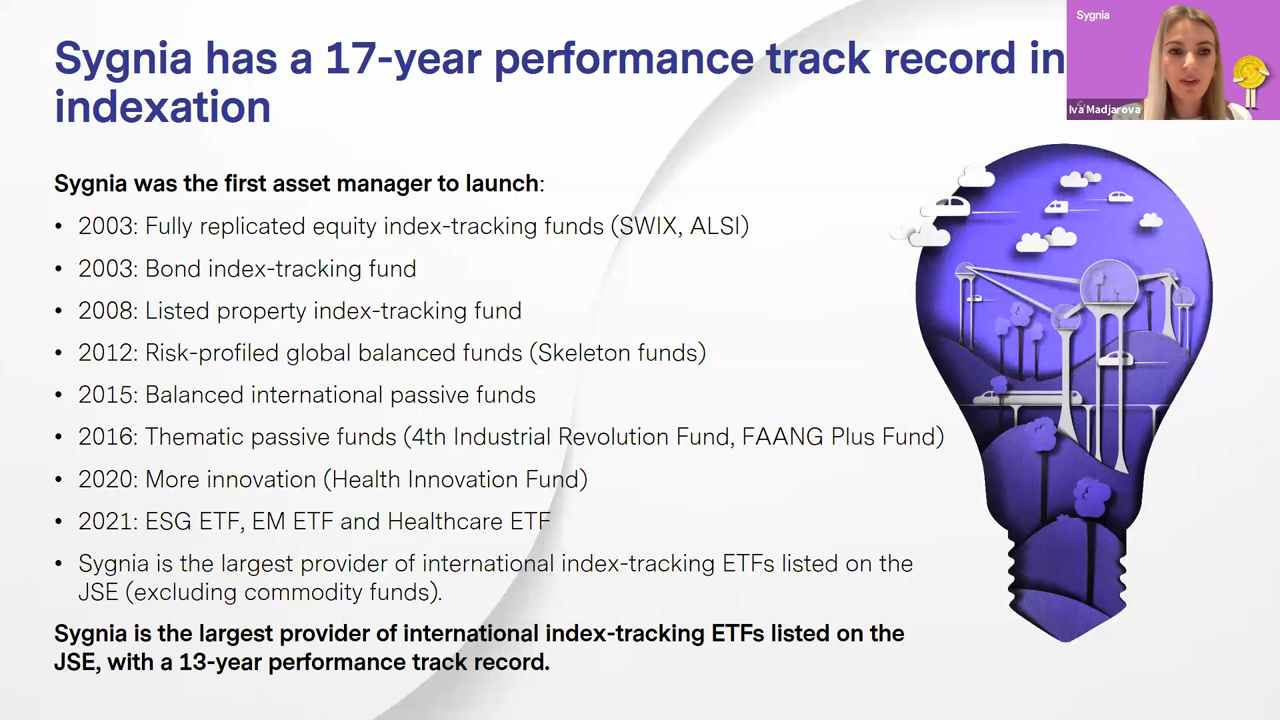 Sygnia has a 17-year performance track record in
indexation
Sygnia
Iva Madjarova
Sygnia was the first asset manager to launch:
• 2003: Fully replicated equity index-tracking funds (SWIX, ALSI)
• 2003: Bond index-tracking fund
• 2008: Listed property index-tracking fund
• 2012: Risk-profiled global balanced funds (Skeleton funds)
• 2015: Balanced international passive funds
• 2016: Thematic passive funds (4th Industrial Revolution Fund, FAANG Plus Fund)
• 2020: More innovation (Health Innovation Fund)
• 2021: ESG ETF, EM ETF and Healthcare ETF
• Sygnia is the largest provider of international index-tracking ETFs listed on the
JSE (excluding commodity funds).
Sygnia is the largest provider of international index-tracking ETFs listed on the
JSE, with a 13-year performance track record.